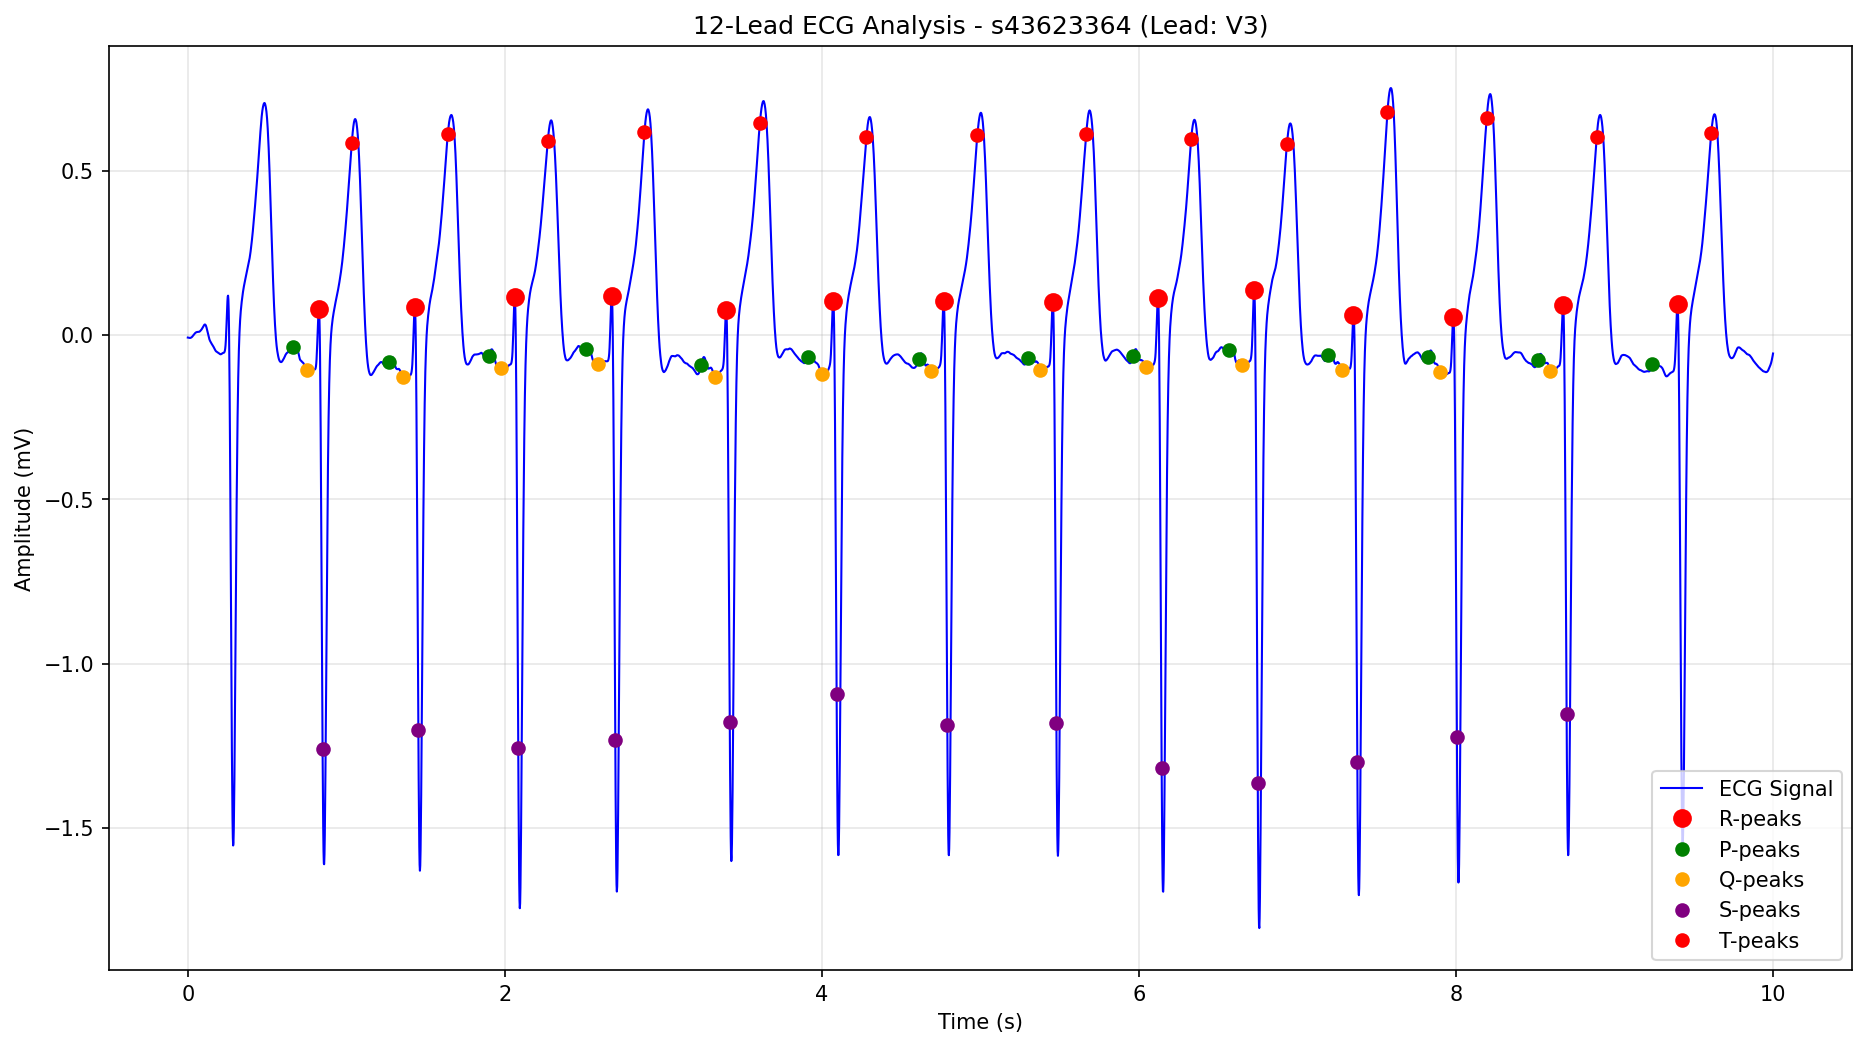 12-Lead ECG Analysis - s43623364 (Lead: V3)
Amplitude (mV)
0.5
0.0
−0.5
−1.0
−1.5
0 2 4 6 8 10
Time (s)
ECG Signal
R-peaks
P-peaks
Q-peaks
S-peaks
T-peaks